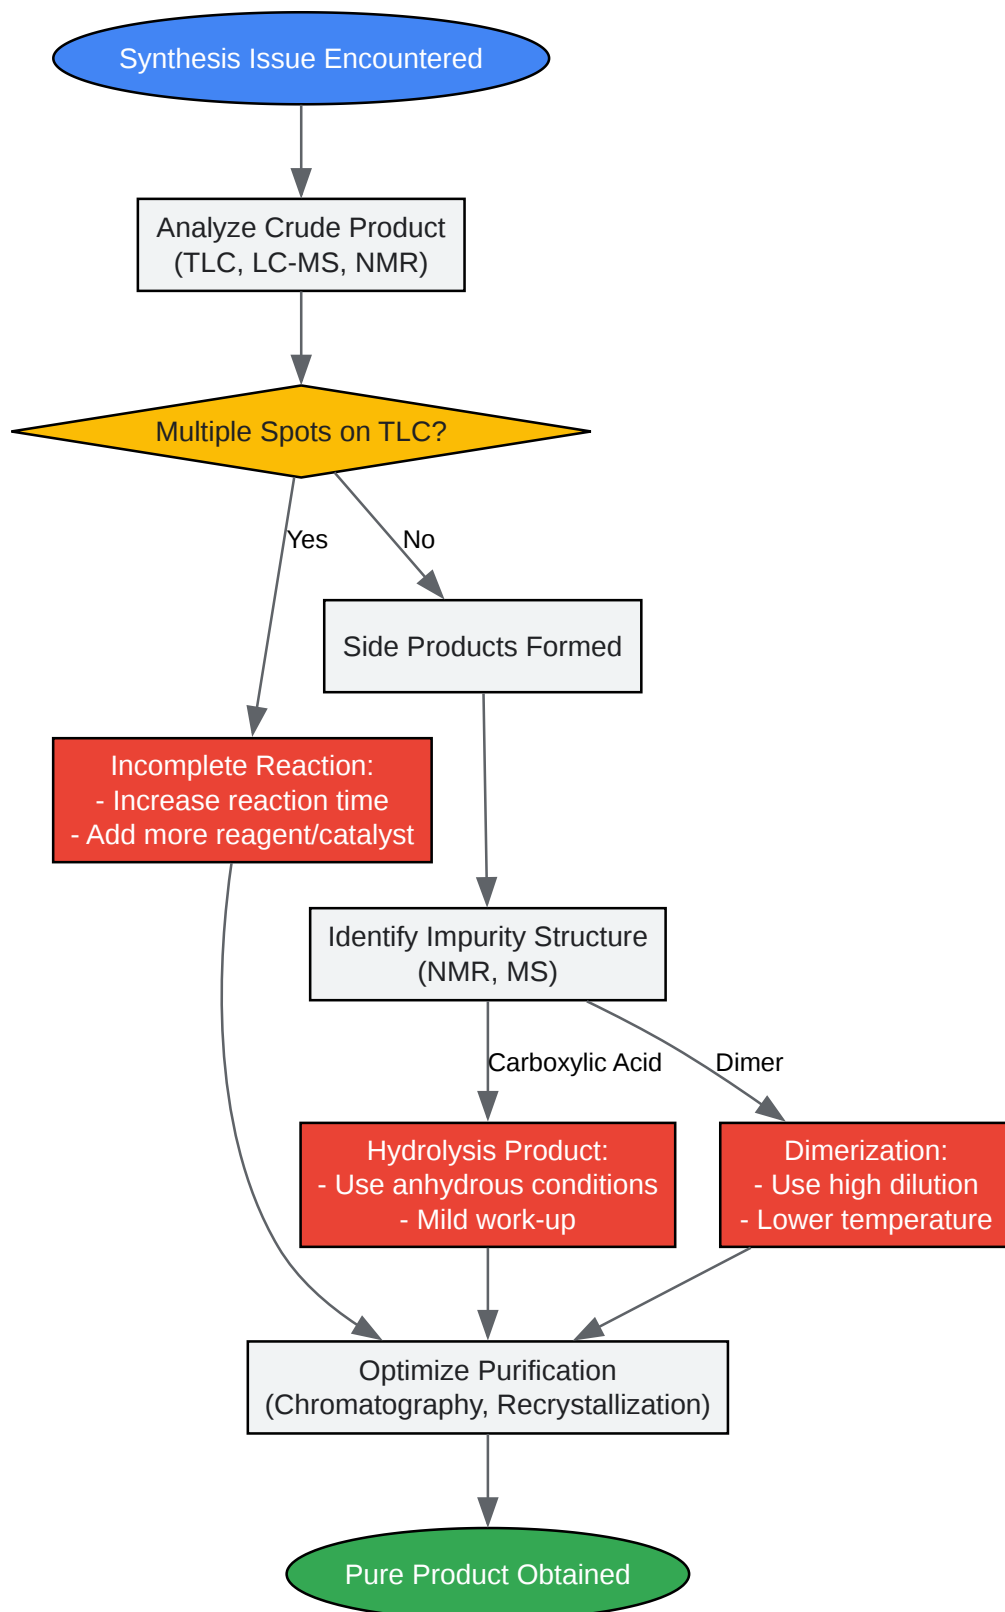 Synthesis Issue Encountered
Analyze Crude Product
(TLC, LC-MS, NMR)
Multiple Spots on TLC?
Yes
No
Side Products Formed
Incomplete Reaction:
- Increase reaction time
- Add more reagent/catalyst
Identify Impurity Structure
(NMR, MS)
Carboxylic Acid
Dimer
Hydrolysis Product:
- Use anhydrous conditions
- Mild work-up
Dimerization:
- Use high dilution
- Lower temperature
Optimize Purification
(Chromatography, Recrystallization)
Pure Product Obtained